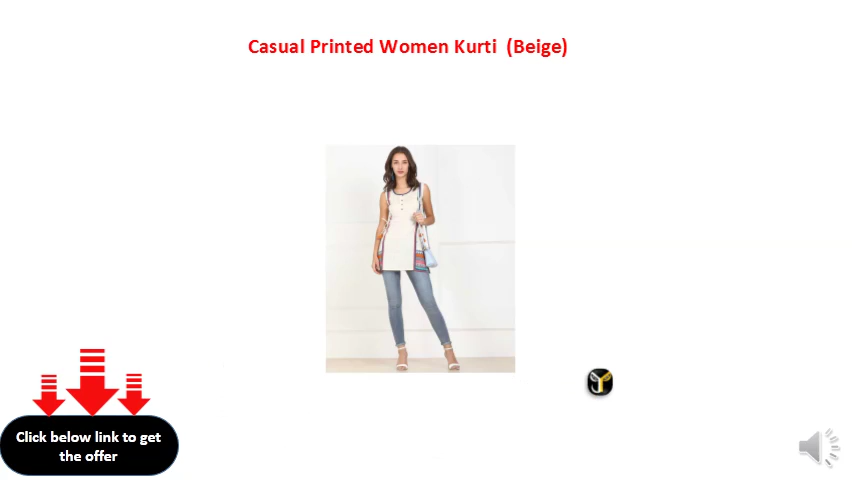 Casual Printed Women Kurti (Beige)
Click below link to get
the offer